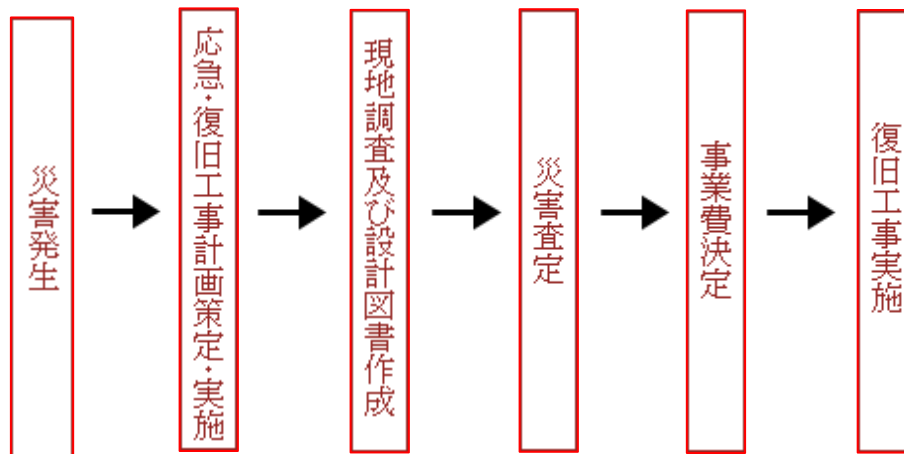 災害発生
応急・復旧工事計画策定・実施
現地調査及び設計図書作成
災害査定
事業費決定
復旧工事実施